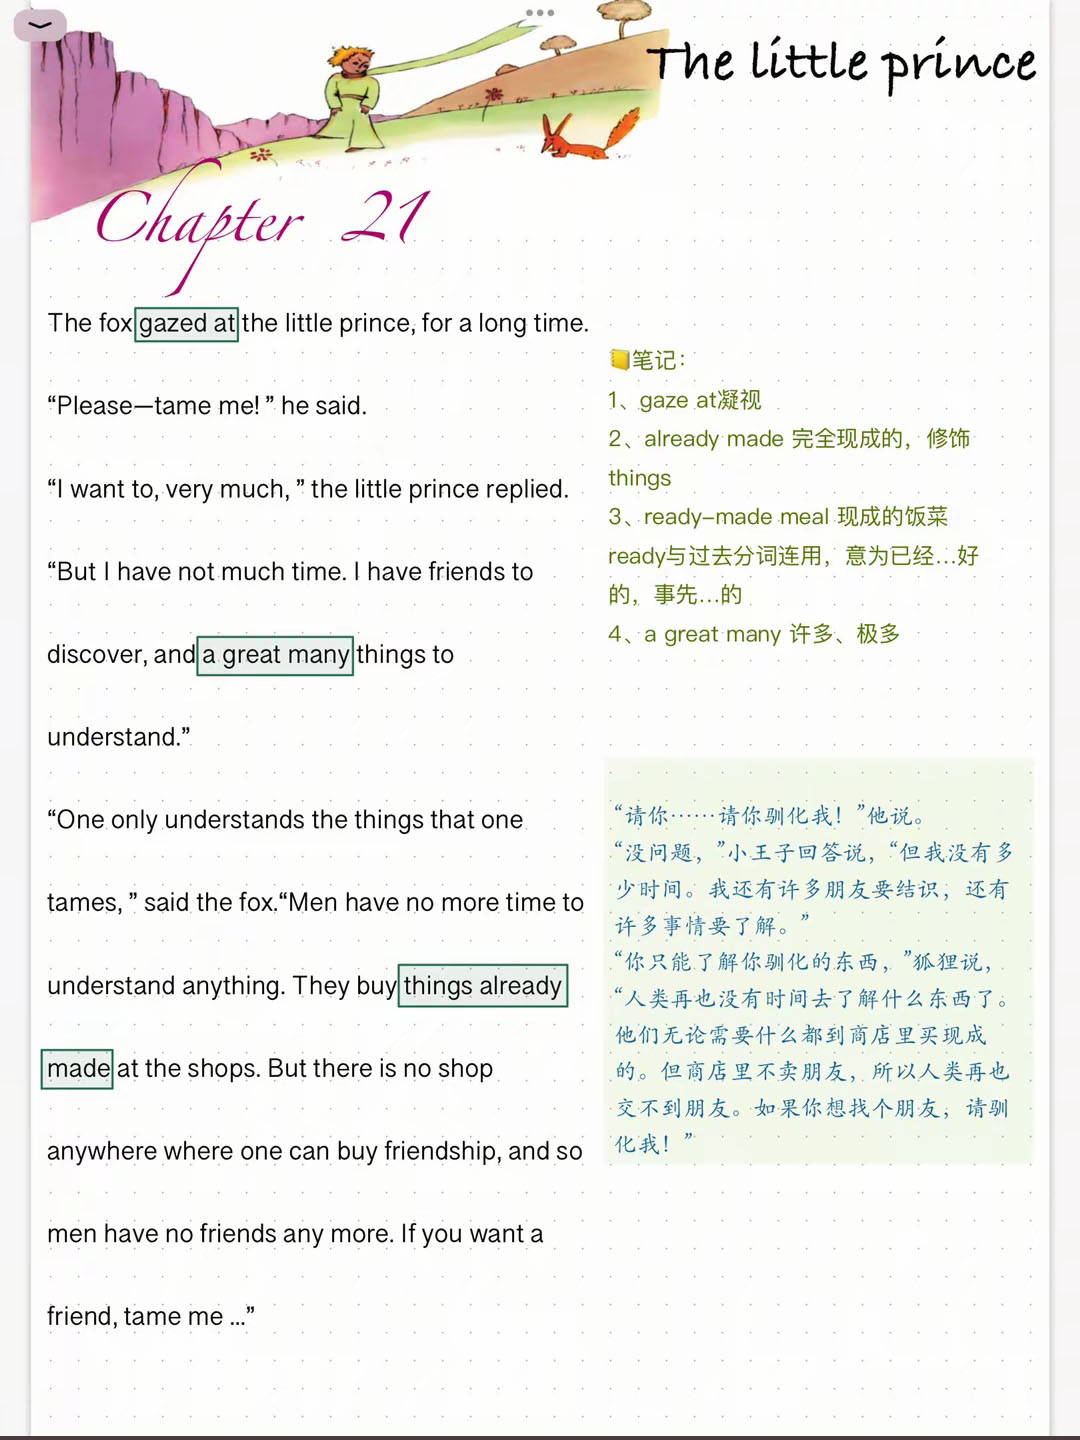 The little prince
Chapter 21
The fox gazed at the little prince, for a long time.
“Please—tame me! ” he said.
“I want to, very much, ” the little prince replied.
“But I have not much time. I have friends to
discover, and a great many things to
understand.”
“One only understands the things that one
tames, ” said the fox.“Men have no more time to
understand anything. They buy things already
made at the shops. But there is no shop
anywhere where one can buy friendship, and so
men have no friends any more. If you want a
friend, tame me ...”
📒笔记：
1、gaze at凝视
2、already made 完全现成的，修饰
things
3、ready-made meal 现成的饭菜
ready与过去分词连用，意为已经…好
的，事先…的
4、a great many 许多、极多
“请你……请你驯化我！”他说。
“没问题，”小王子回答说，“但我没有多
少时间。我还有许多朋友要结识，还有
许多事情要了解。”
“你只能了解你驯化的东西，”狐狸说，
“人类再也没有时间去了解什么东西了。
他们无论需要什么都到商店里买现成
的。但商店里不卖朋友，所以人类再也
交不到朋友。如果你想找个朋友，请驯
化我！”